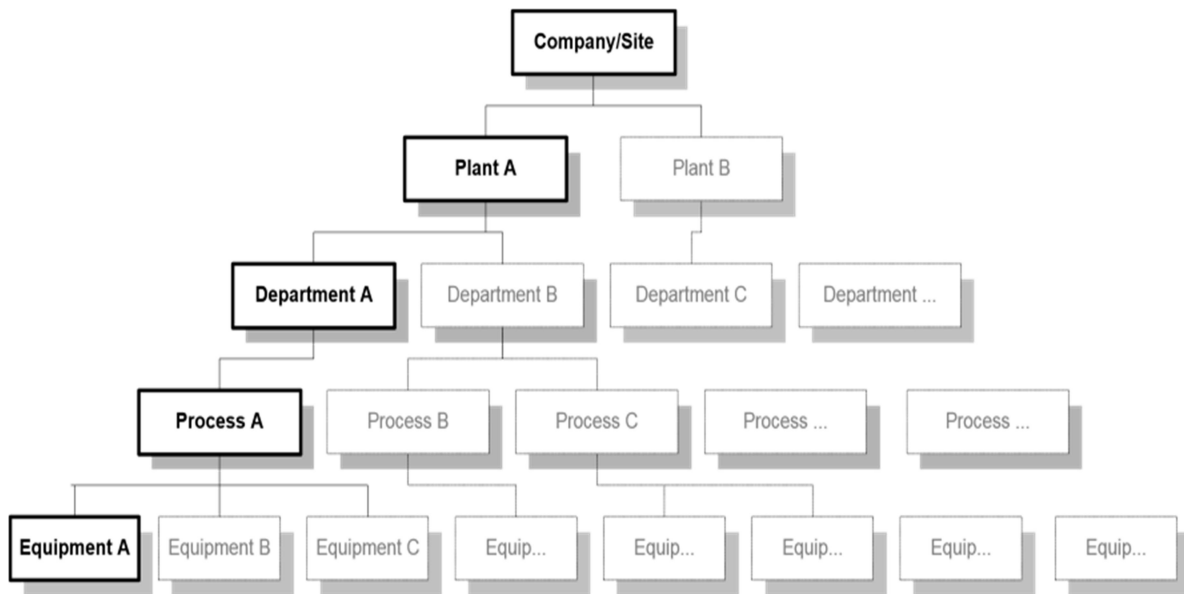 Company/Site
Plant A
Plant B
Department A
Department B
Department C
Department ...
Process A
Process B
Process C
Process ...
Process ...
Equipment A
Equipment B
Equipment C
Equip...
Equip...
Equip...
Equip...
Equip...